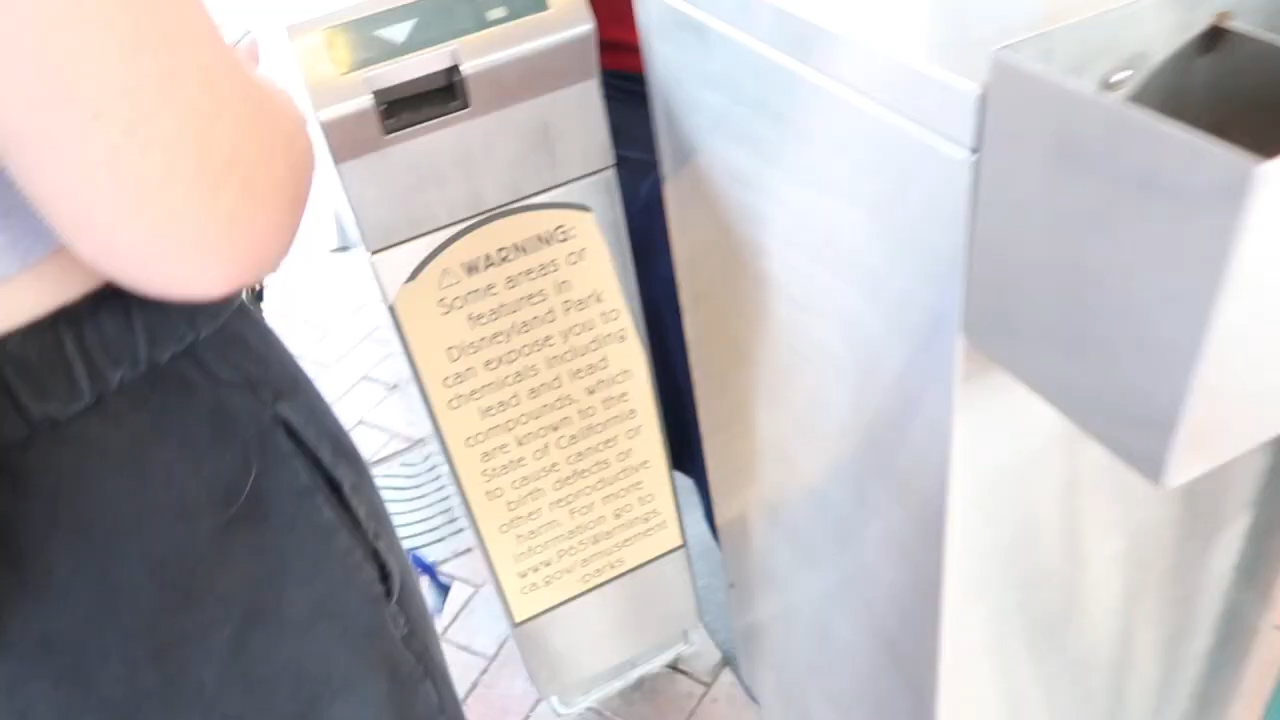 ⚠WARNING:
Some areas or
features in
Disneyland Park
can expose you to
chemicals including
lead and lead
compounds, which
are known to the
State of California
to cause cancer or
birth defects or
other reproductive
harm. For more
information go to
www.P65Warnings.
ca.gov/amusement
-parks.